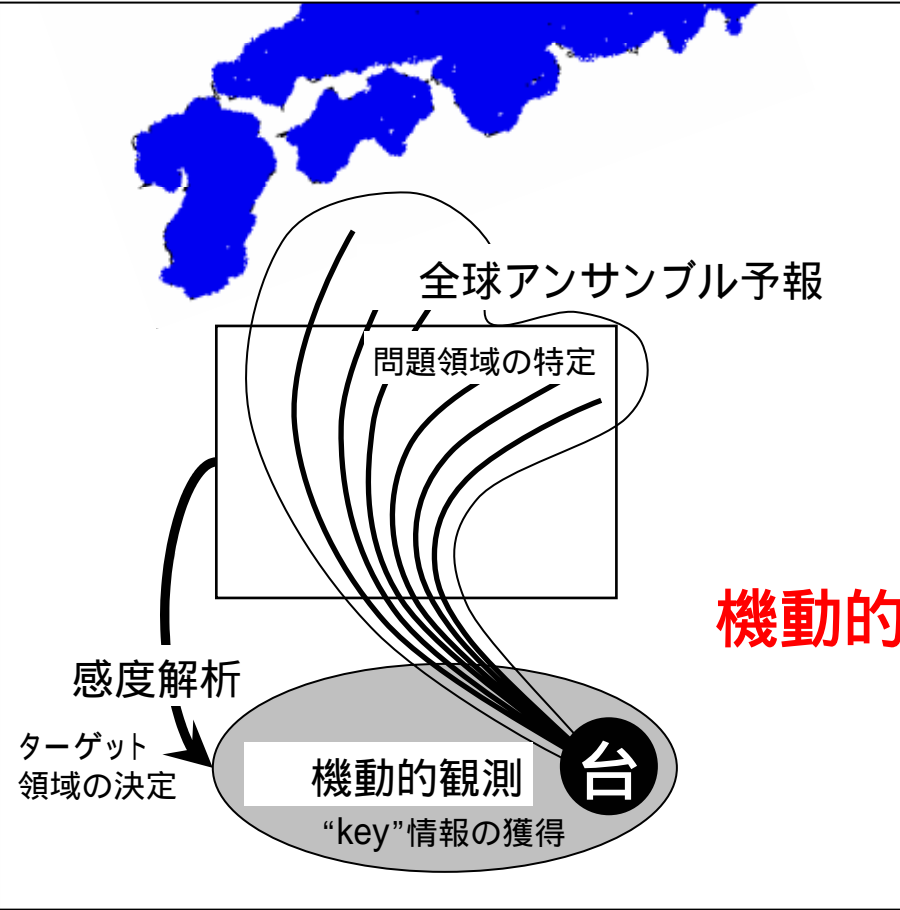 全球アンサンブル予報
問題領域の特定
機動的
感度解析
ターゲット
領域の決定
機動的観測
台
“key”情報の獲得